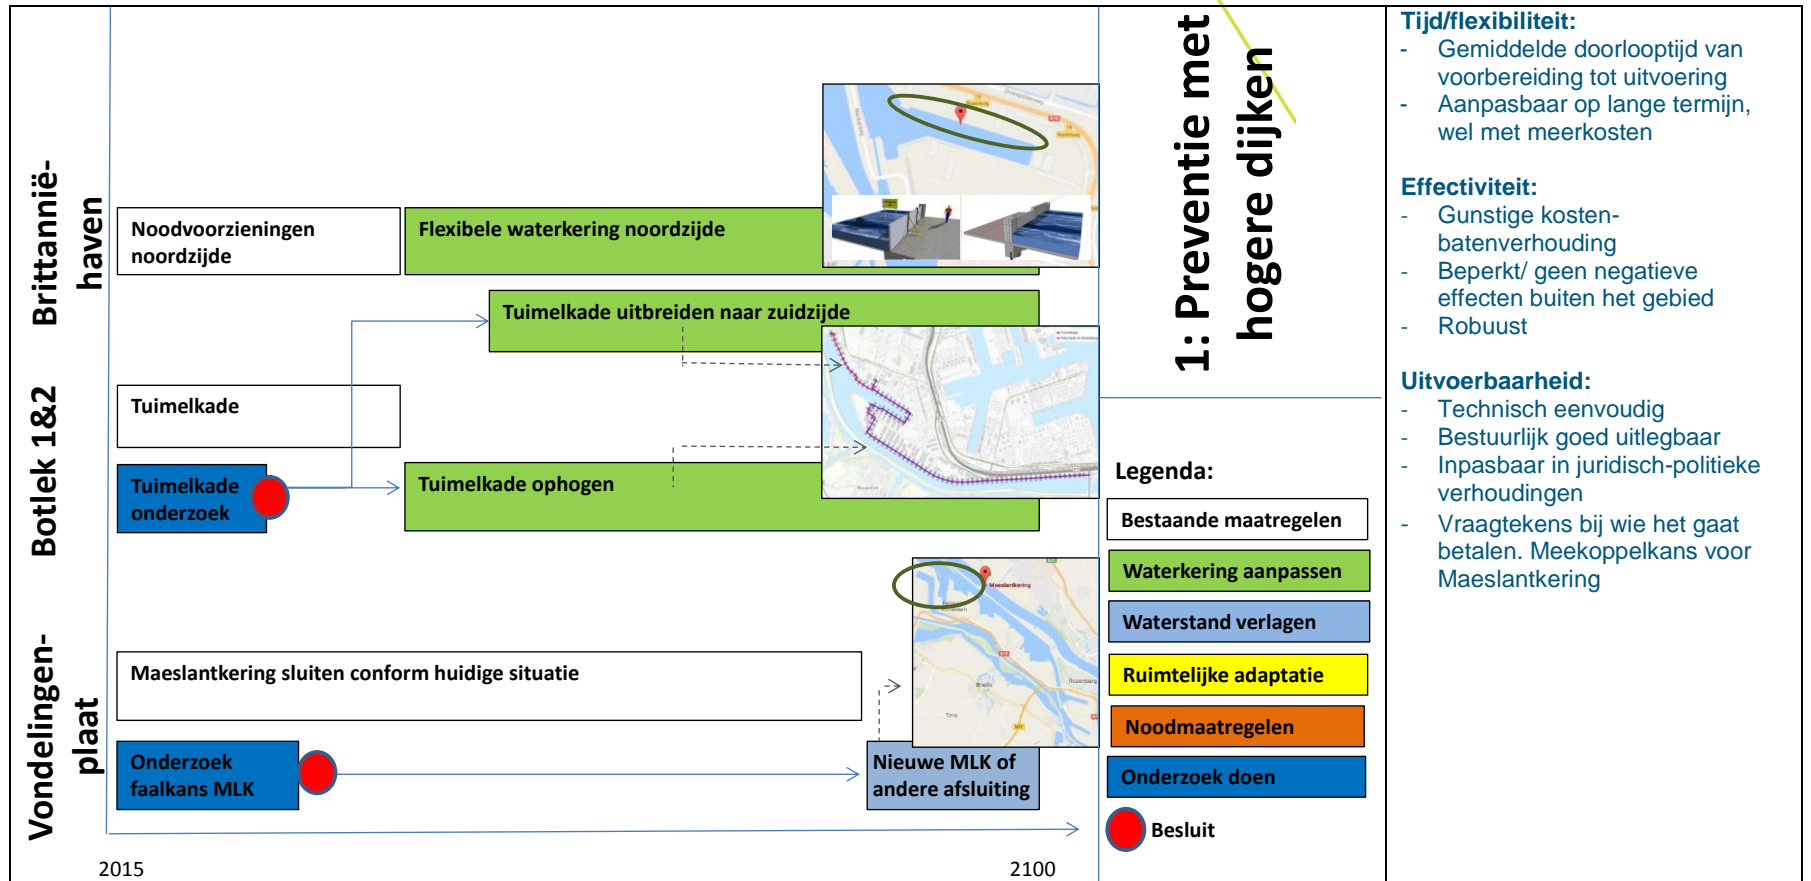 Brittannië-
haven
Noodvoorzieningen
noordzijde
Flexibele waterkering noordzijde
Tuimelkade uitbreiden naar zuidzijde
Botlek 1&2
Tuimelkade
Tuimelkade
onderzoek
Tuimelkade ophogen
Vondelingen-
plaat
Maeslantkering sluiten conform huidige situatie
Maeslantkering
Brielle
Rozenburg
Onderzoek
faalkans MLK
Nieuwe MLK of
andere afsluiting
2015
2100
1: Preventie met
hogere dijken
Legenda:
Bestaande maatregelen
Waterkering aanpassen
Waterstand verlagen
Ruimtelijke adaptatie
Noodmaatregelen
Onderzoek doen
Besluit
Tijd/flexibiliteit:
- Gemiddelde doorlooptijd van
voorbereiding tot uitvoering
- Aanpasbaar op lange termijn,
wel met meerkosten
Effectiviteit:
- Gunstige kosten-
batenverhouding
- Beperkt/ geen negatieve
effecten buiten het gebied
- Robuust
Uitvoerbaarheid:
- Technisch eenvoudig
- Bestuurlijk goed uitlegbaar
- Inpasbaar in juridisch-politieke
verhoudingen
- Vraagtekens bij wie het gaat
betalen. Meekoppelkans voor
Maeslantkering